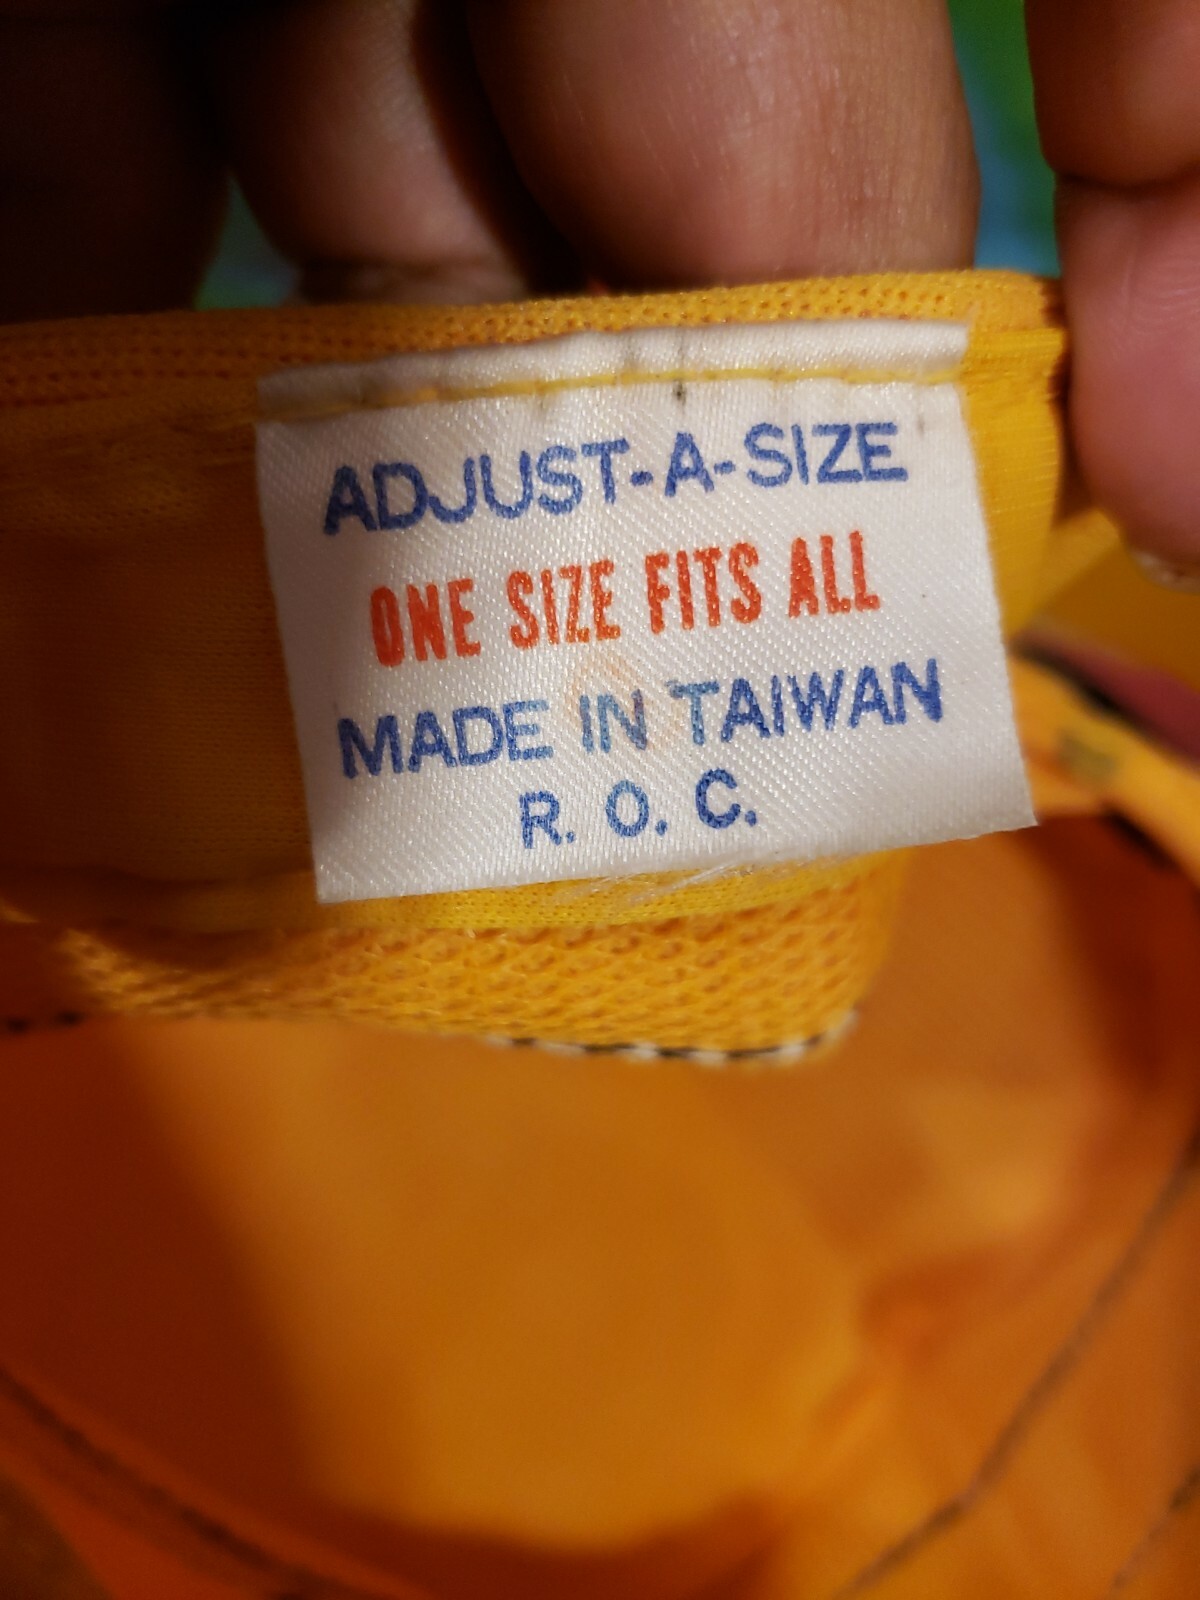 ADJUST-A-SIZE
ONE SIZE FITS ALL
MADE IN TAIWAN
R. O. C.